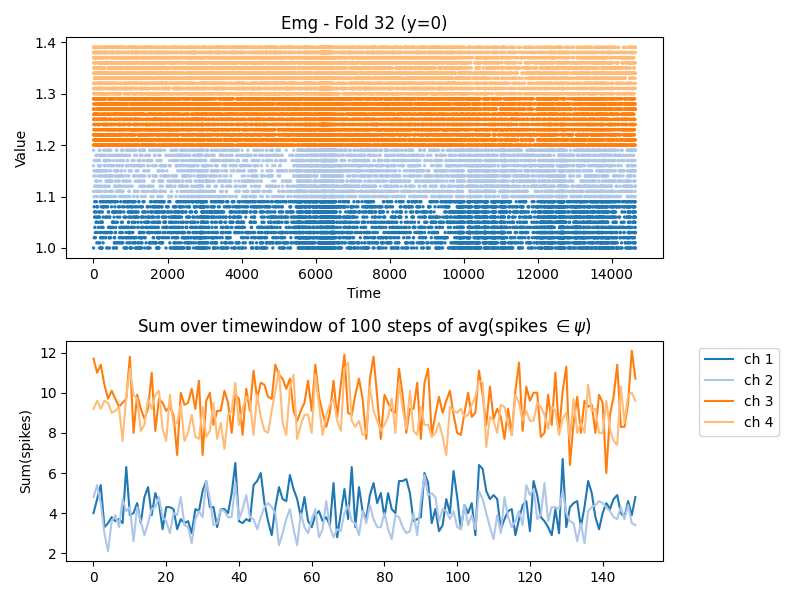 Emg - Fold 32 (y=0)
Value
1.4
1.3
1.2
1.1
1.0
0 2000 4000 6000 8000 10000 12000 14000
Time
Sum over timewindow of 100 steps of avg(spikes ∈ ψ)
Sum(spikes)
12
10
8
6
4
2
0 20 40 60 80 100 120 140
ch 1
ch 2
ch 3
ch 4